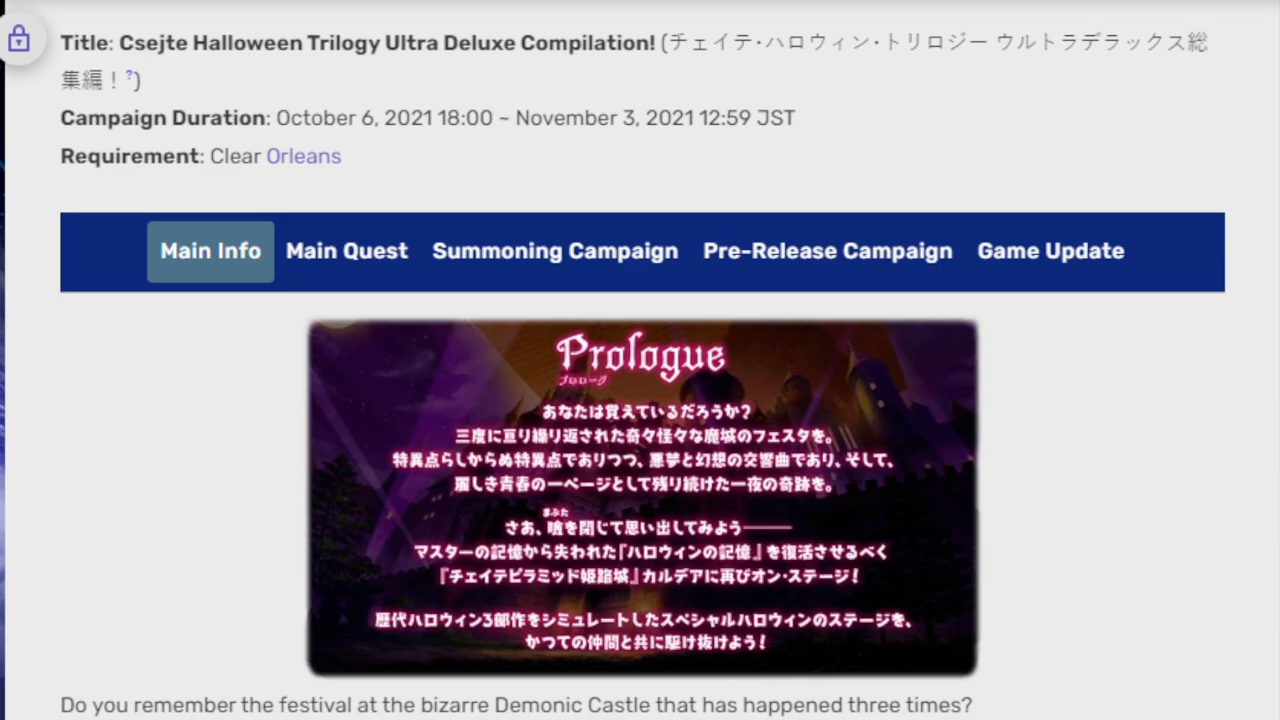 Title: Csejte Halloween Trilogy Ultra Deluxe Compilation! (チェイテ･ハロウィン･トリロジー ウルトラデラックス総
集編！?)
Campaign Duration: October 6, 2021 18:00 ~ November 3, 2021 12:59 JST
Requirement: Clear Orleans
Main Info Main Quest Summoning Campaign Pre-Release Campaign Game Update
Prologue
プロローグ
あなたは覚えているだろうか?
三度に亘り繰り返された奇々怪々な魔城のフェスタを。
特異点らしからぬ特異点でありつつ、悪夢と幻想の交響曲であり、そして、
麗しき青春の一ページとして残り続けた一夜の奇跡を。
まぶた
さあ、瞼を閉じて思い出してみよう―――
マスターの記憶から失われた『ハロウィンの記憶』を復活させるべく
『チェイテピラミッド姫路城』カルデアに再びオン･ステージ!
歴代ハロウィン3部作をシミュレートしたスペシャルハロウィンのステージを、
かつての仲間と共に駆け抜けよう!
Do you remember the festival at the bizarre Demonic Castle that has happened three times?